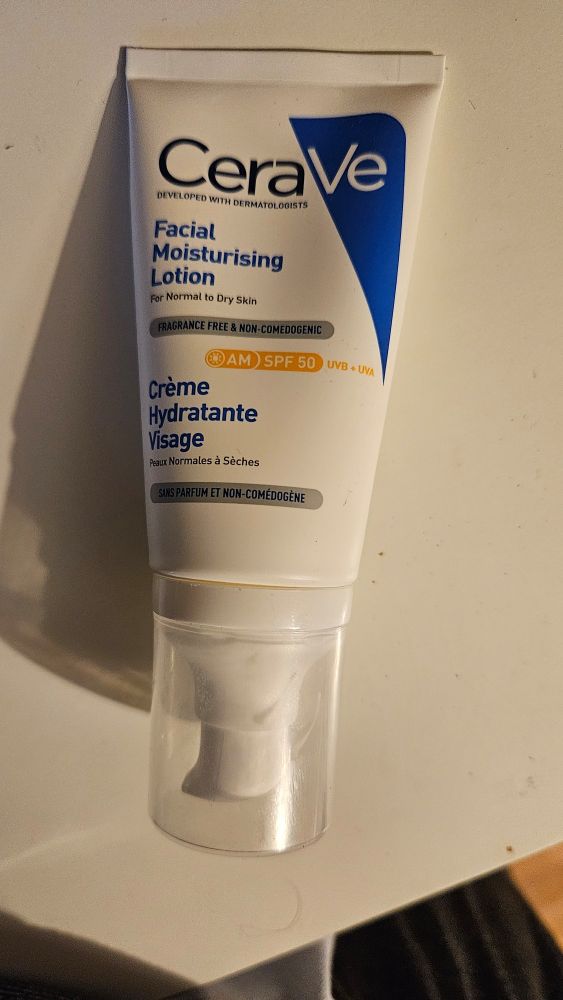 CeraVe
DEVELOPED WITH DERMATOLOGISTS
Facial
Moisturising
Lotion
For Normal to Dry Skin
FRAGRANCE FREE & NON-COMEDOGENIC
AM SPF 50 UVB + UVA
Crème
Hydratante
Visage
Peaux Normales à Sèches
SANS PARFUM ET NON-COMÉDOGÈNE